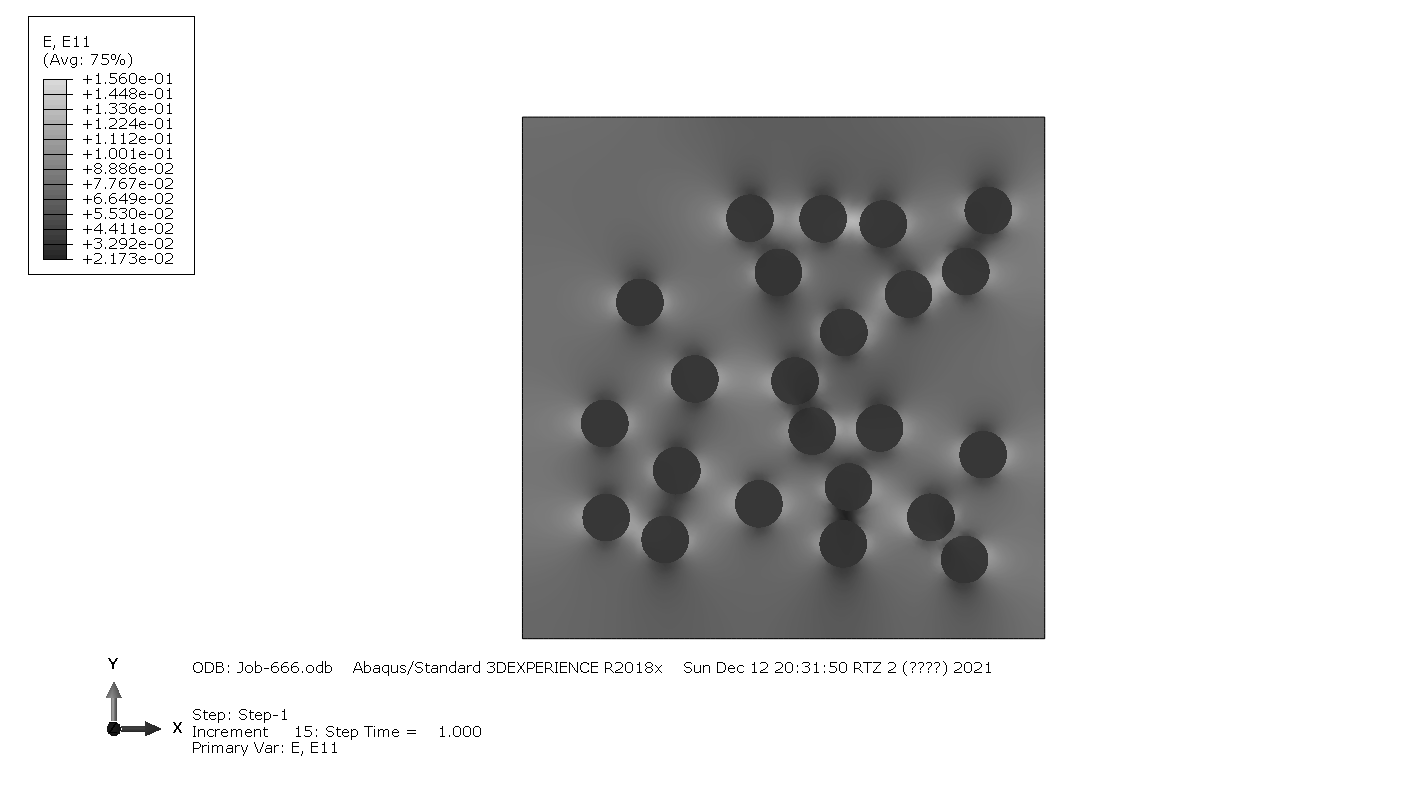 E, E11
(Avg: 75%)
+1.560e-01
+1.448e-01
+1.336e-01
+1.224e-01
+1.112e-01
+1.001e-01
+8.886e-02
+7.767e-02
+6.649e-02
+5.530e-02
+4.411e-02
+3.292e-02
+2.173e-02
Y
X
ODB: Job-666.odb Abaqus/Standard 3DEXPERIENCE R2018x Sun Dec 12 20:31:50 RTZ 2 (????) 2021
Step: Step-1
Increment 15: Step Time = 1.000
Primary Var: E, E11